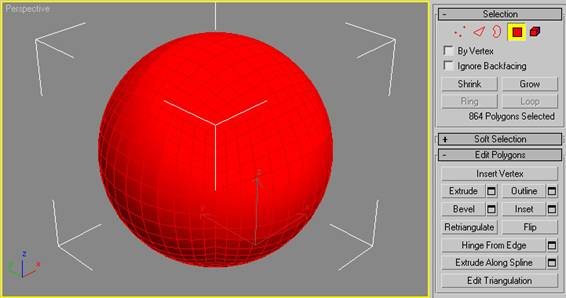 Perspective
z
x
y
z
x
- Selection
By Vertex
Ignore Backfacing
Shrink Grow
Ring Loop
864 Polygons Selected
+ Soft Selection
- Edit Polygons
Insert Vertex
Extrude Outline
Bevel Inset
Retriangulate Flip
Hinge From Edge
Extrude Along Spline
Edit Triangulation